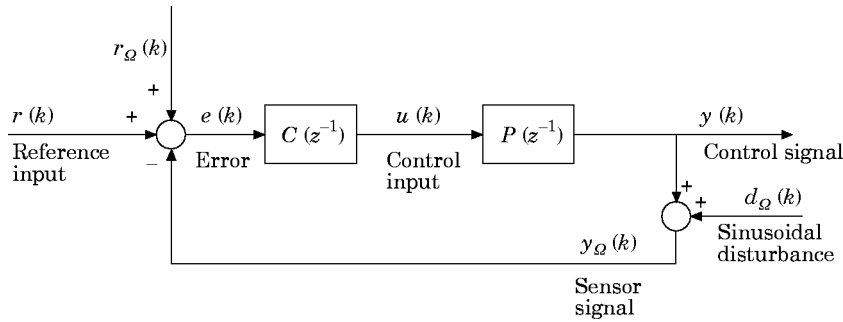 r_Ω (k)
+
r (k)
+
e (k)
C (z⁻¹)
u (k)
P (z⁻¹)
y (k)
Reference
input
−
Error
Control
input
Control signal
+
+
d_Ω (k)
Sinusoidal
disturbance
y_Ω (k)
Sensor
signal